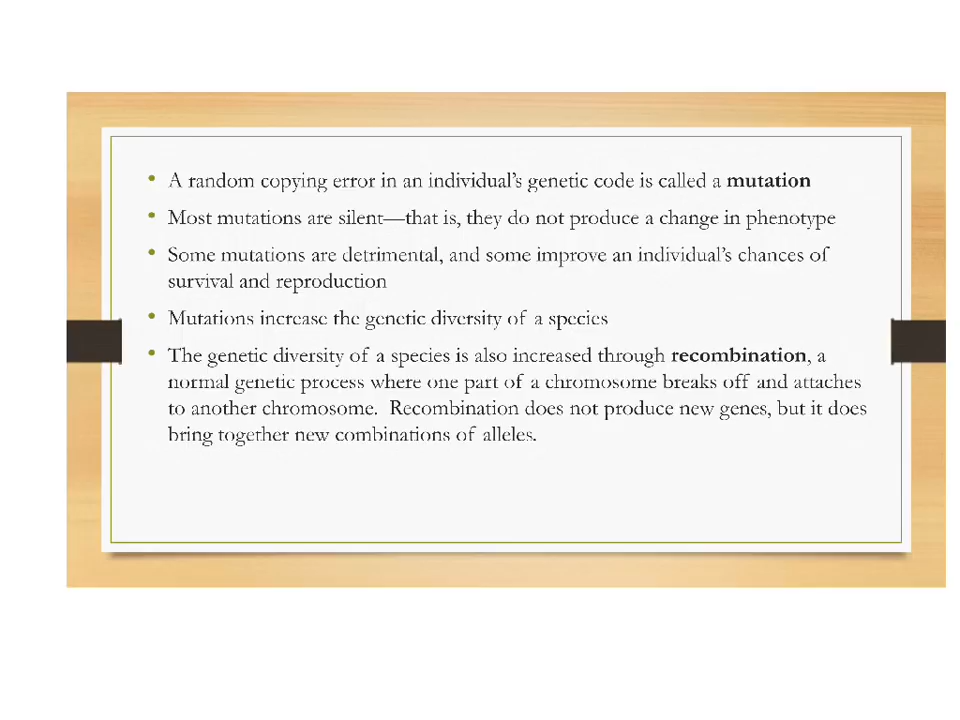 • A random copying error in an individual's genetic code is called a mutation
• Most mutations are silent—that is, they do not produce a change in phenotype
• Some mutations are detrimental, and some improve an individual's chances of
survival and reproduction
• Mutations increase the genetic diversity of a species
• The genetic diversity of a species is also increased through recombination, a
normal genetic process where one part of a chromosome breaks off and attaches
to another chromosome. Recombination does not produce new genes, but it does
bring together new combinations of alleles.